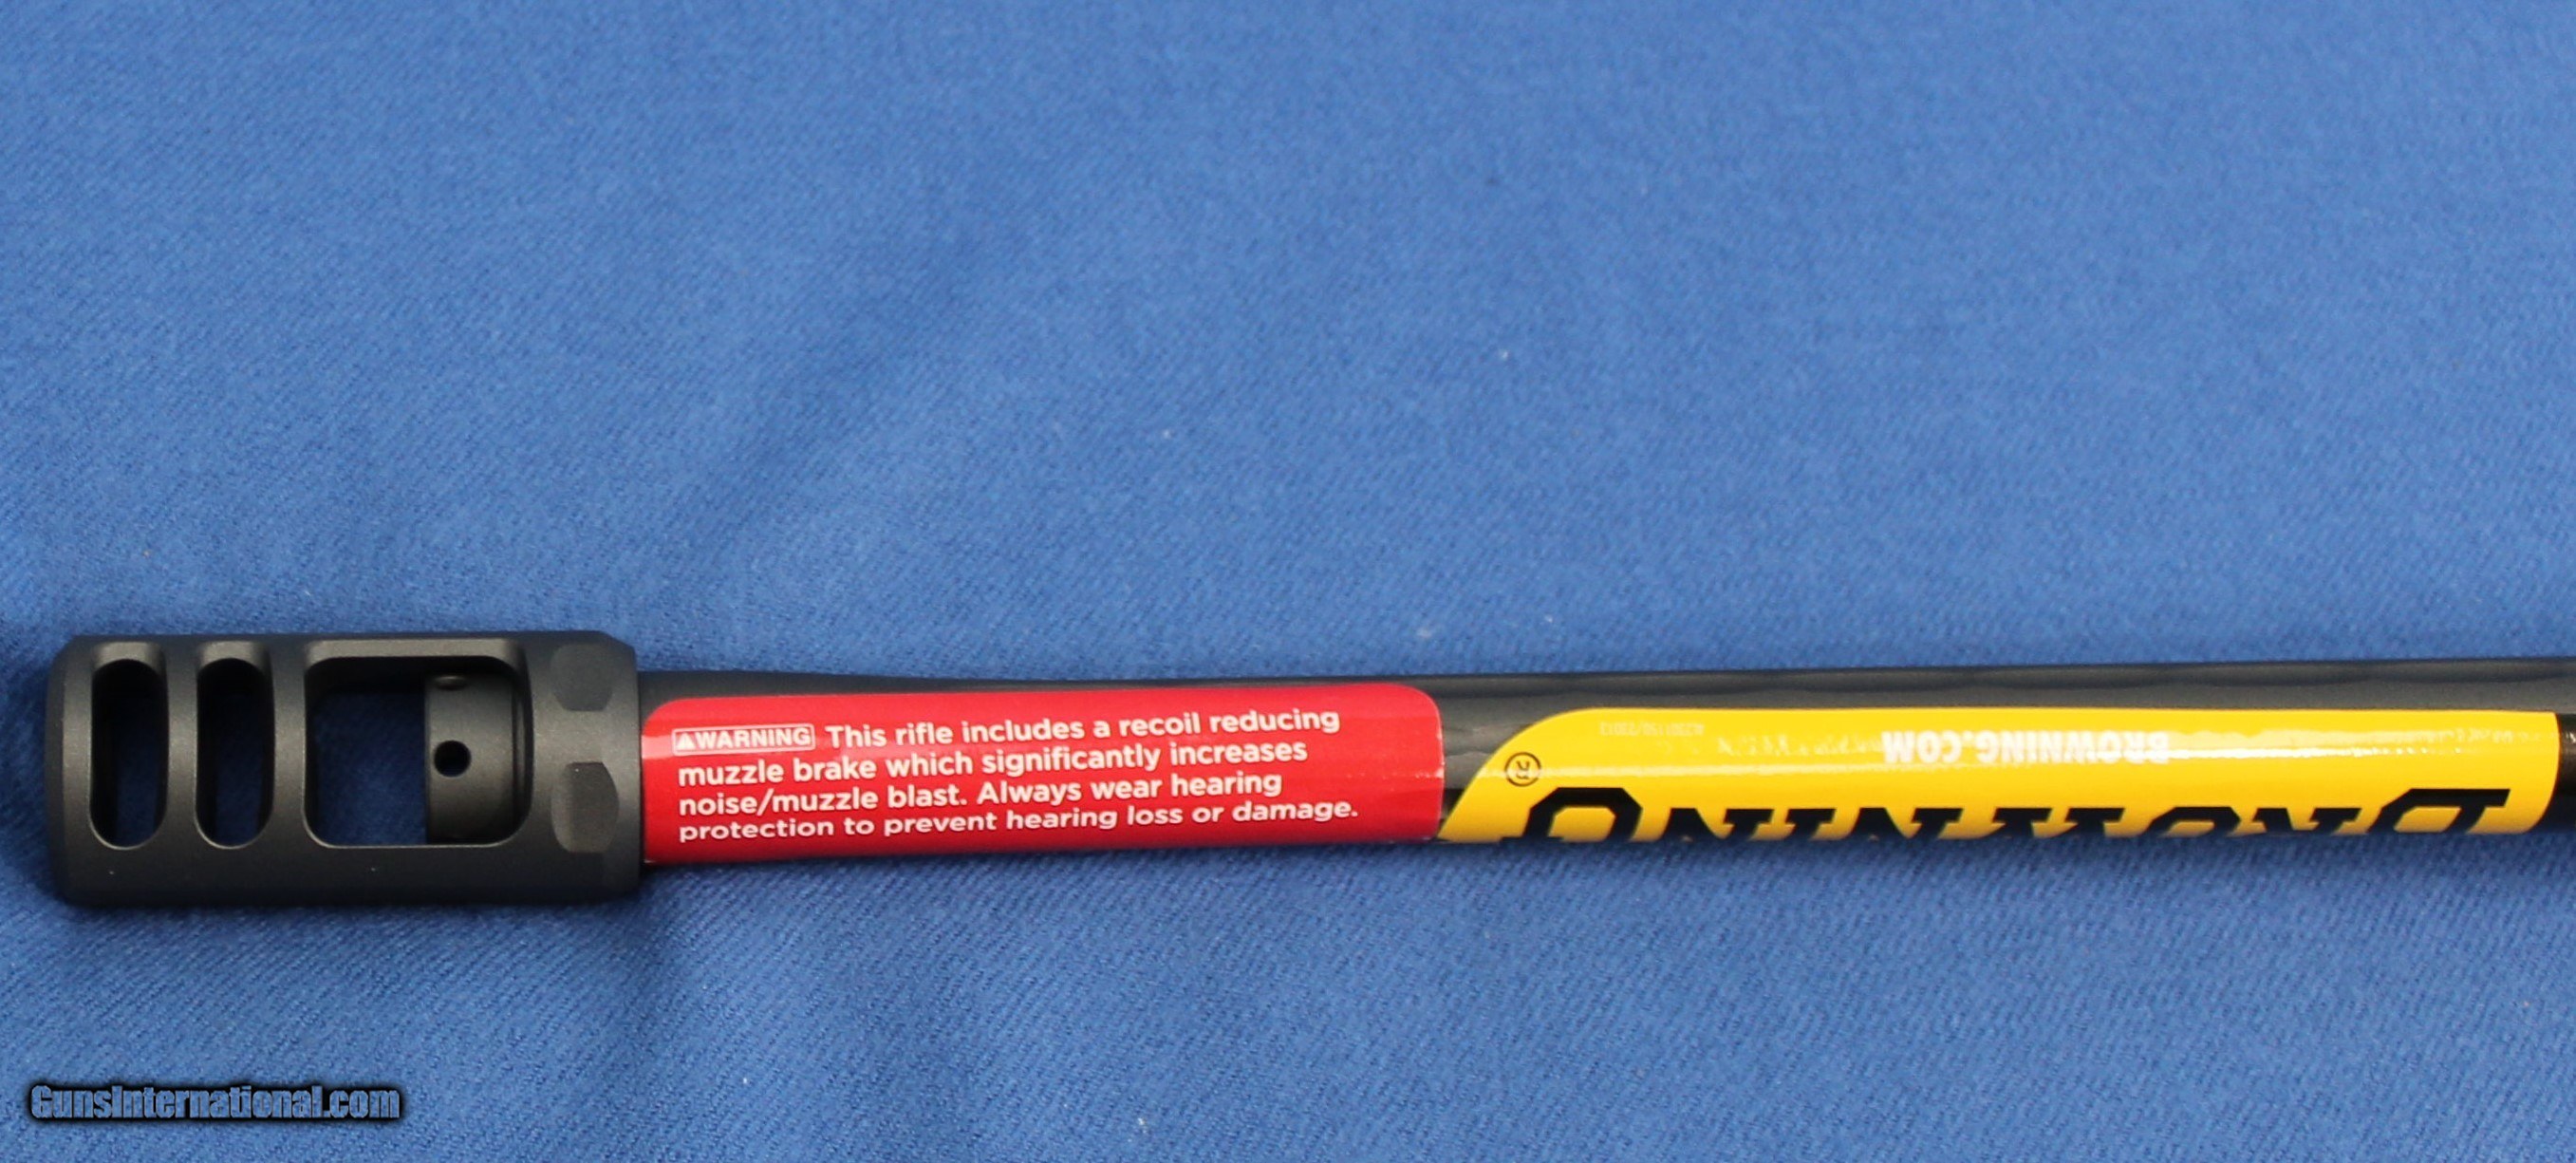 ⚠WARNING This rifle includes a recoil reducing
muzzle brake which significantly increases
noise/muzzle blast. Always wear hearing
protection to prevent hearing loss or damage.
BROWNING.COM
BROWNING®
GunsInternational.com